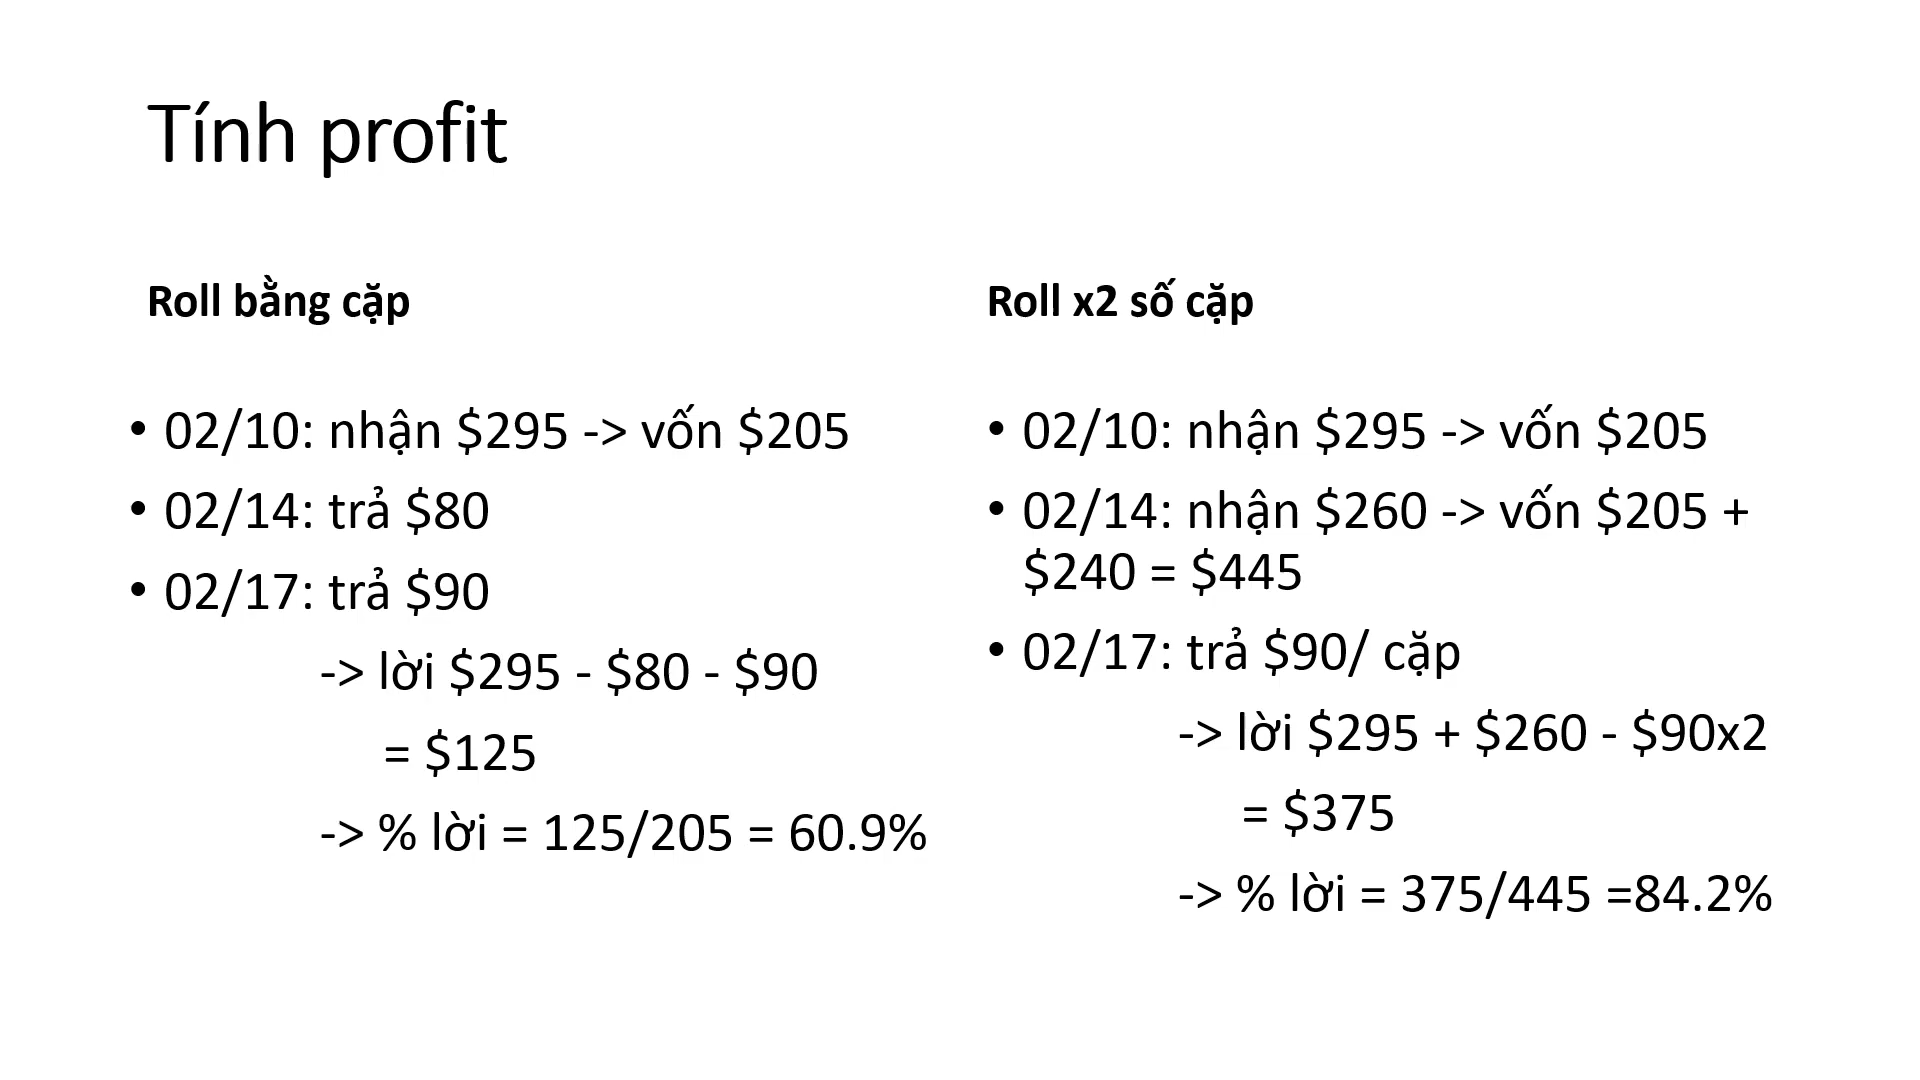 Tính profit
Roll bằng cặp
• 02/10: nhận $295 -> vốn $205
• 02/14: trả $80
• 02/17: trả $90
-> lời $295 - $80 - $90
= $125
-> % lời = 125/205 = 60.9%
Roll x2 số cặp
• 02/10: nhận $295 -> vốn $205
• 02/14: nhận $260 -> vốn $205 +
$240 = $445
• 02/17: trả $90/ cặp
-> lời $295 + $260 - $90x2
= $375
-> % lời = 375/445 =84.2%